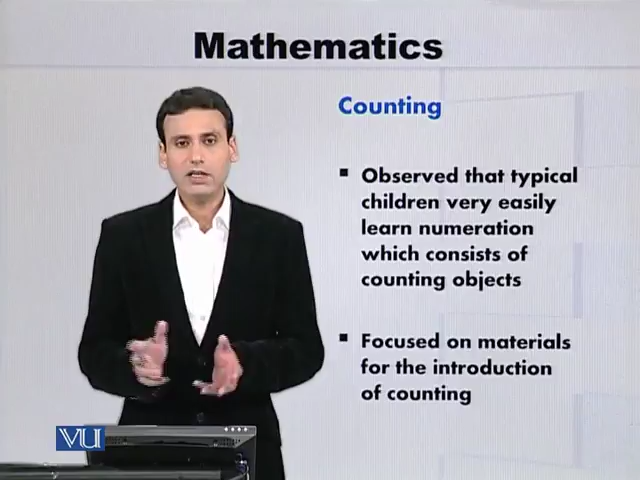 Mathematics
Counting
▪ Observed that typical
children very easily
learn numeration
which consists of
counting objects
▪ Focused on materials
for the introduction
of counting
VU